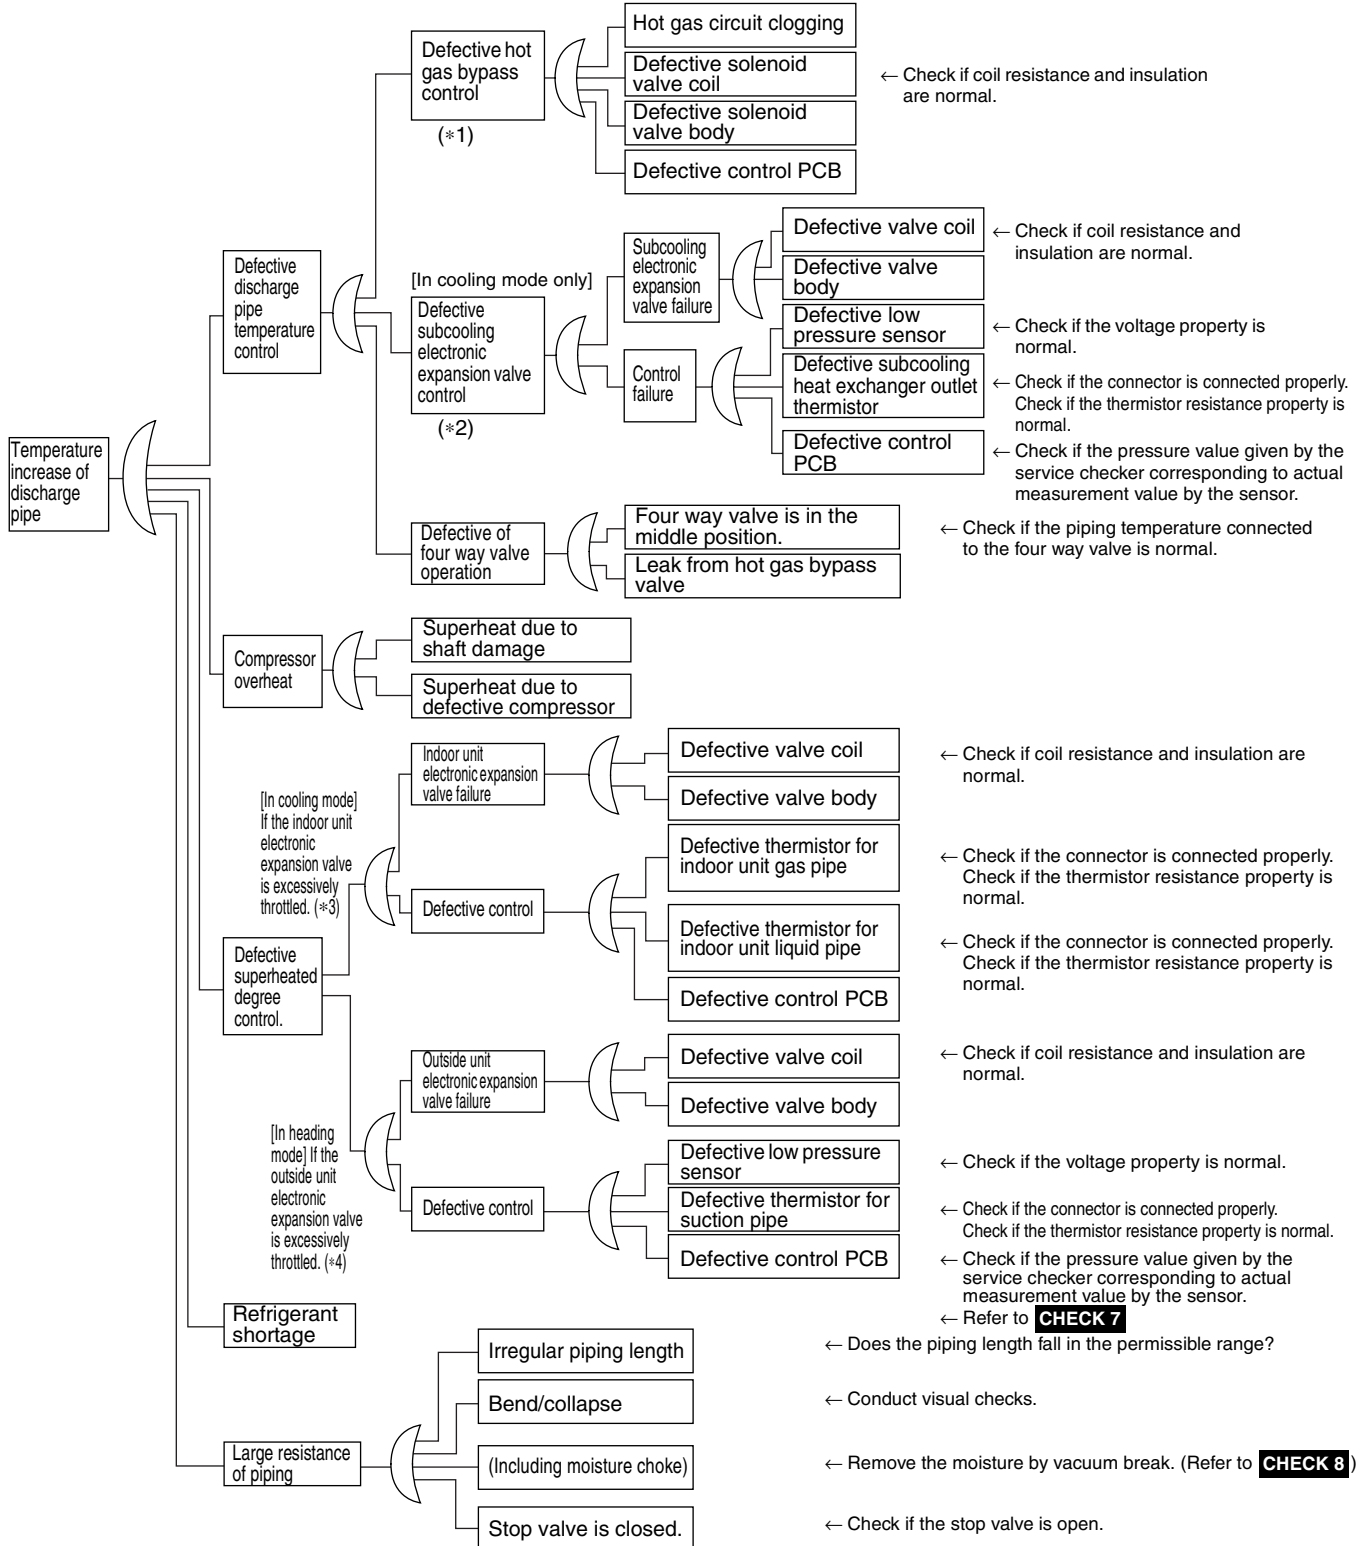 Hot gas circuit clogging
Defective hot
gas bypass
control
(*1)
Defective solenoid
valve coil
← Check if coil resistance and insulation
are normal.
Defective solenoid
valve body
Defective control PCB
Defective
discharge
pipe
temperature
control
[In cooling mode only]
Defective
subcooling
electronic
expansion valve
control
(*2)
Subcooling
electronic
expansion
valve failure
Defective valve coil
← Check if coil resistance and
insulation are normal.
Defective valve
body
Control
failure
Defective low
pressure sensor
← Check if the voltage property is
normal.
Defective subcooling
heat exchanger outlet
thermistor
← Check if the connector is connected properly.
Check if the thermistor resistance property is
normal.
Defective control
PCB
← Check if the pressure value given by the
service checker corresponding to actual
measurement value by the sensor.
Temperature
increase of
discharge
pipe
Defective of
four way valve
operation
Four way valve is in the
middle position.
← Check if the piping temperature connected
to the four way valve is normal.
Leak from hot gas bypass
valve
Compressor
overheat
Superheat due to
shaft damage
Superheat due to
defective compressor
Defective
superheated
degree
control.
[In cooling mode]
If the indoor unit
electronic
expansion valve
is excessively
throttled. (*3)
Indoor unit
electronic expansion
valve failure
Defective valve coil
← Check if coil resistance and insulation are
normal.
Defective valve body
Defective control
Defective thermistor for
indoor unit gas pipe
← Check if the connector is connected properly.
Check if the thermistor resistance property is
normal.
Defective thermistor for
indoor unit liquid pipe
← Check if the connector is connected properly.
Check if the thermistor resistance property is
normal.
Defective control PCB
[In heading
mode] If the
outside unit
electronic
expansion valve
is excessively
throttled. (*4)
Outside unit
electronic expansion
valve failure
Defective valve coil
← Check if coil resistance and insulation are
normal.
Defective valve body
Defective control
Defective low pressure
sensor
← Check if the voltage property is normal.
Defective thermistor for
suction pipe
← Check if the connector is connected properly.
Check if the thermistor resistance property is normal.
Defective control PCB
← Check if the pressure value given by the
service checker corresponding to actual
measurement value by the sensor.
Refrigerant
shortage
← Refer to CHECK 7
Large resistance
of piping
Irregular piping length
← Does the piping length fall in the permissible range?
Bend/collapse
← Conduct visual checks.
(Including moisture choke)
← Remove the moisture by vacuum break. (Refer to CHECK 8)
Stop valve is closed.
← Check if the stop valve is open.